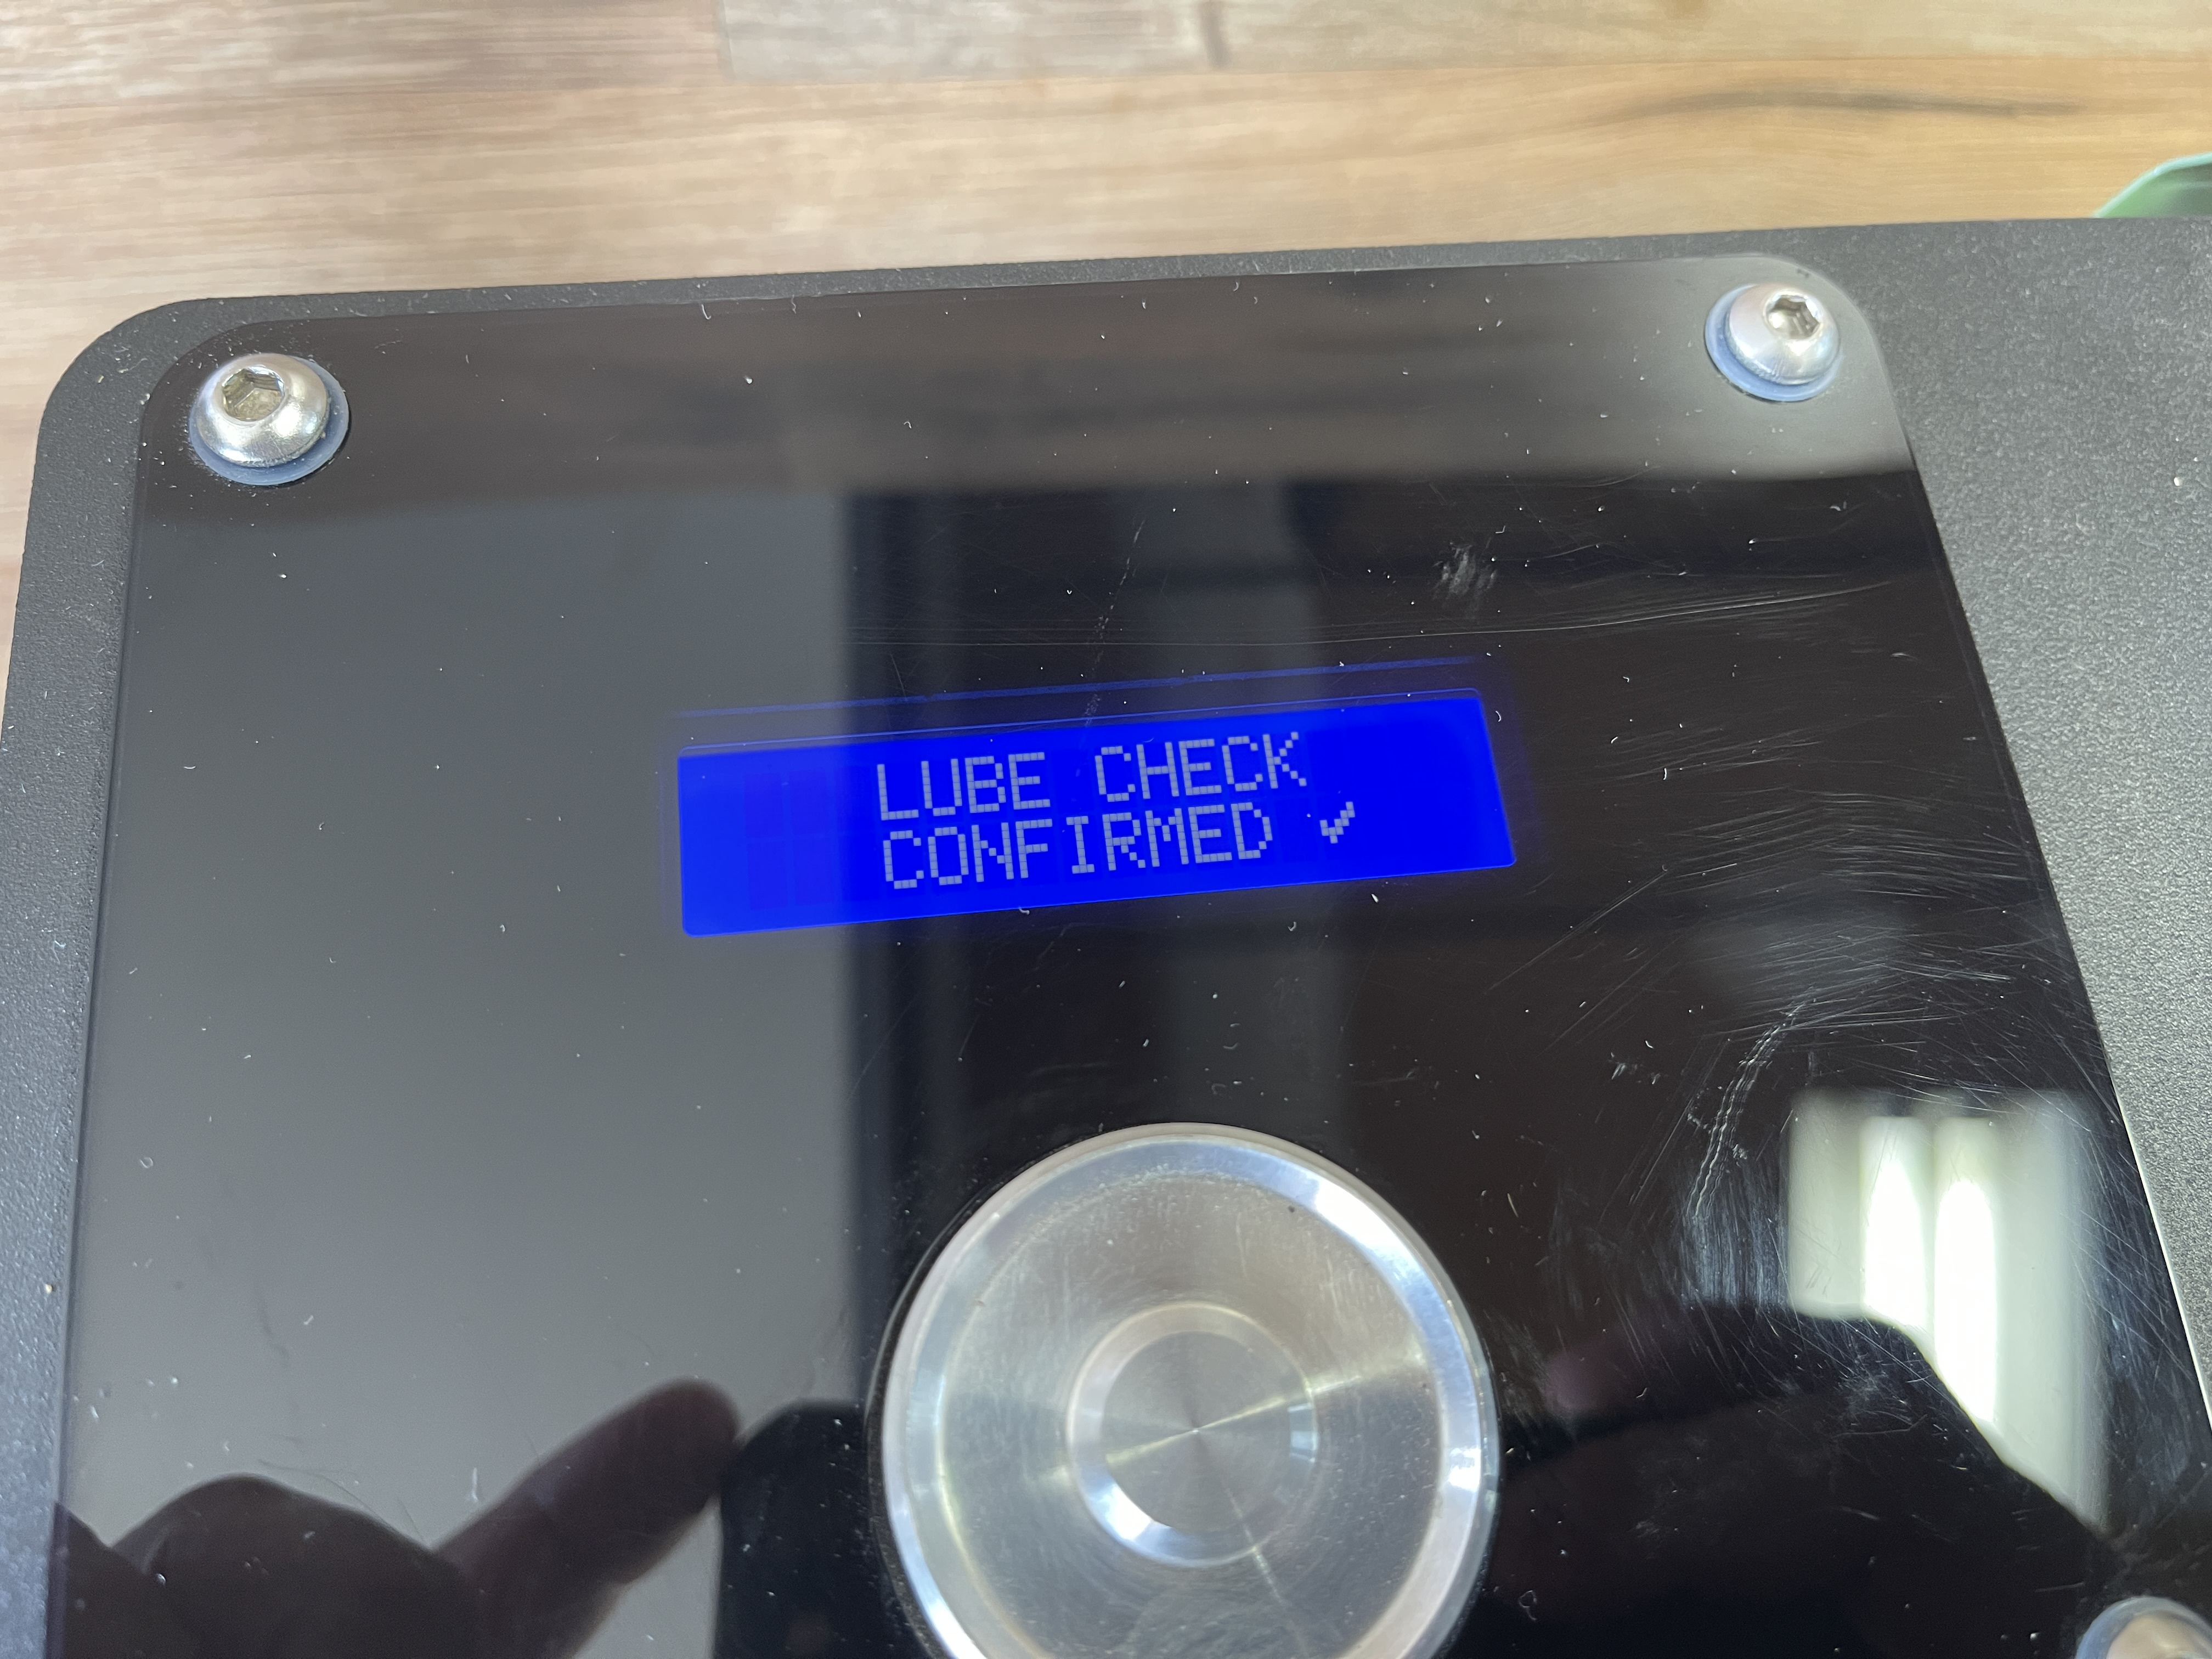 LUBE CHECK
CONFIRMED ✓